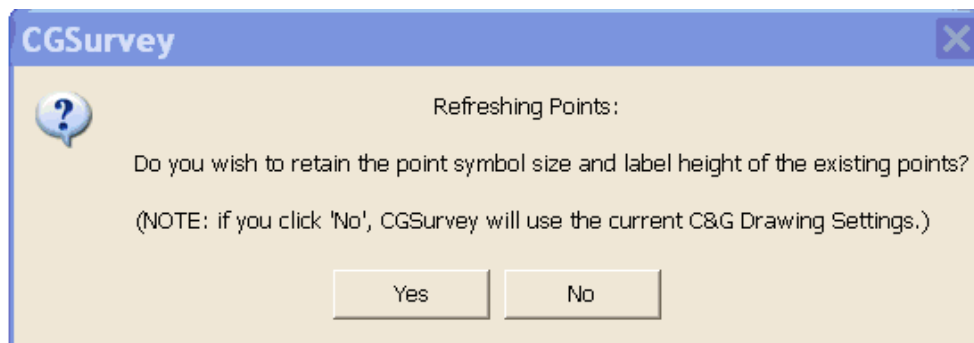 CGSurvey
Refreshing Points:
Do you wish to retain the point symbol size and label height of the existing points?
(NOTE: if you click 'No', CGSurvey will use the current C&G Drawing Settings.)
Yes
No